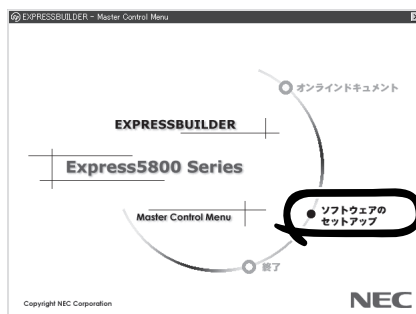 EXPRESSBUILDER - Master Control Menu
オンラインドキュメント
EXPRESSBUILDER
Express5800 Series
Master Control Menu
ソフトウェアの
セットアップ
終了
Copyright NEC Corporation
NEC